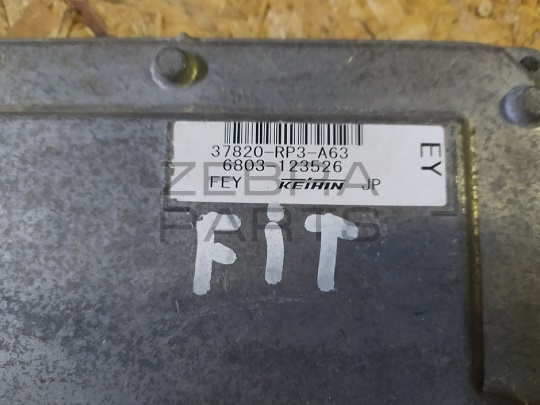 37820-RP3-A63
6803-123526
FEY KEIHIN JP
EY
ZEBRA
PARTS
FiT